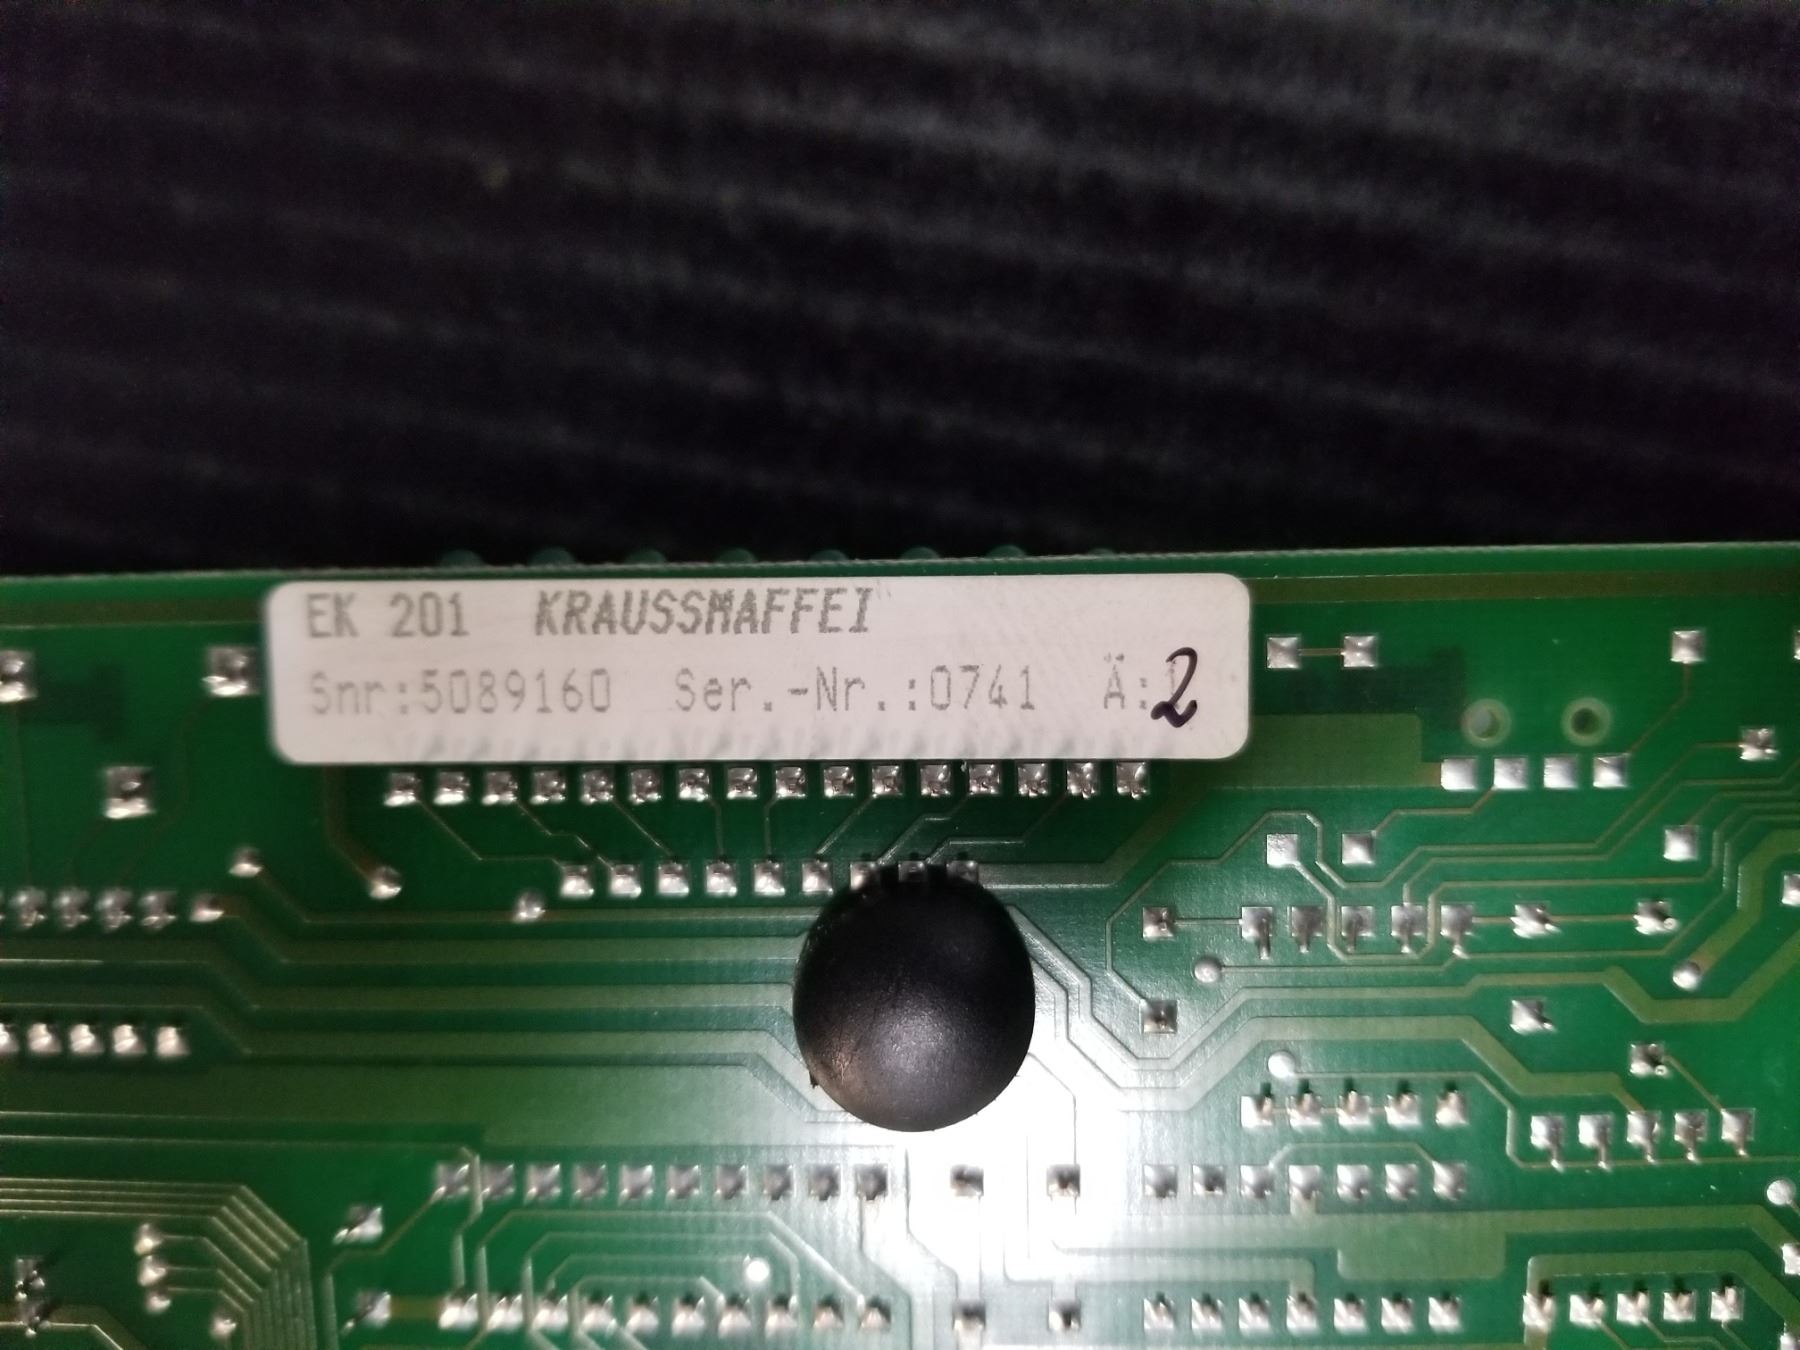 EK 201 KRAUSSMAFFEI
Snr:5089160 Ser.-Nr.:0741 Ä:2